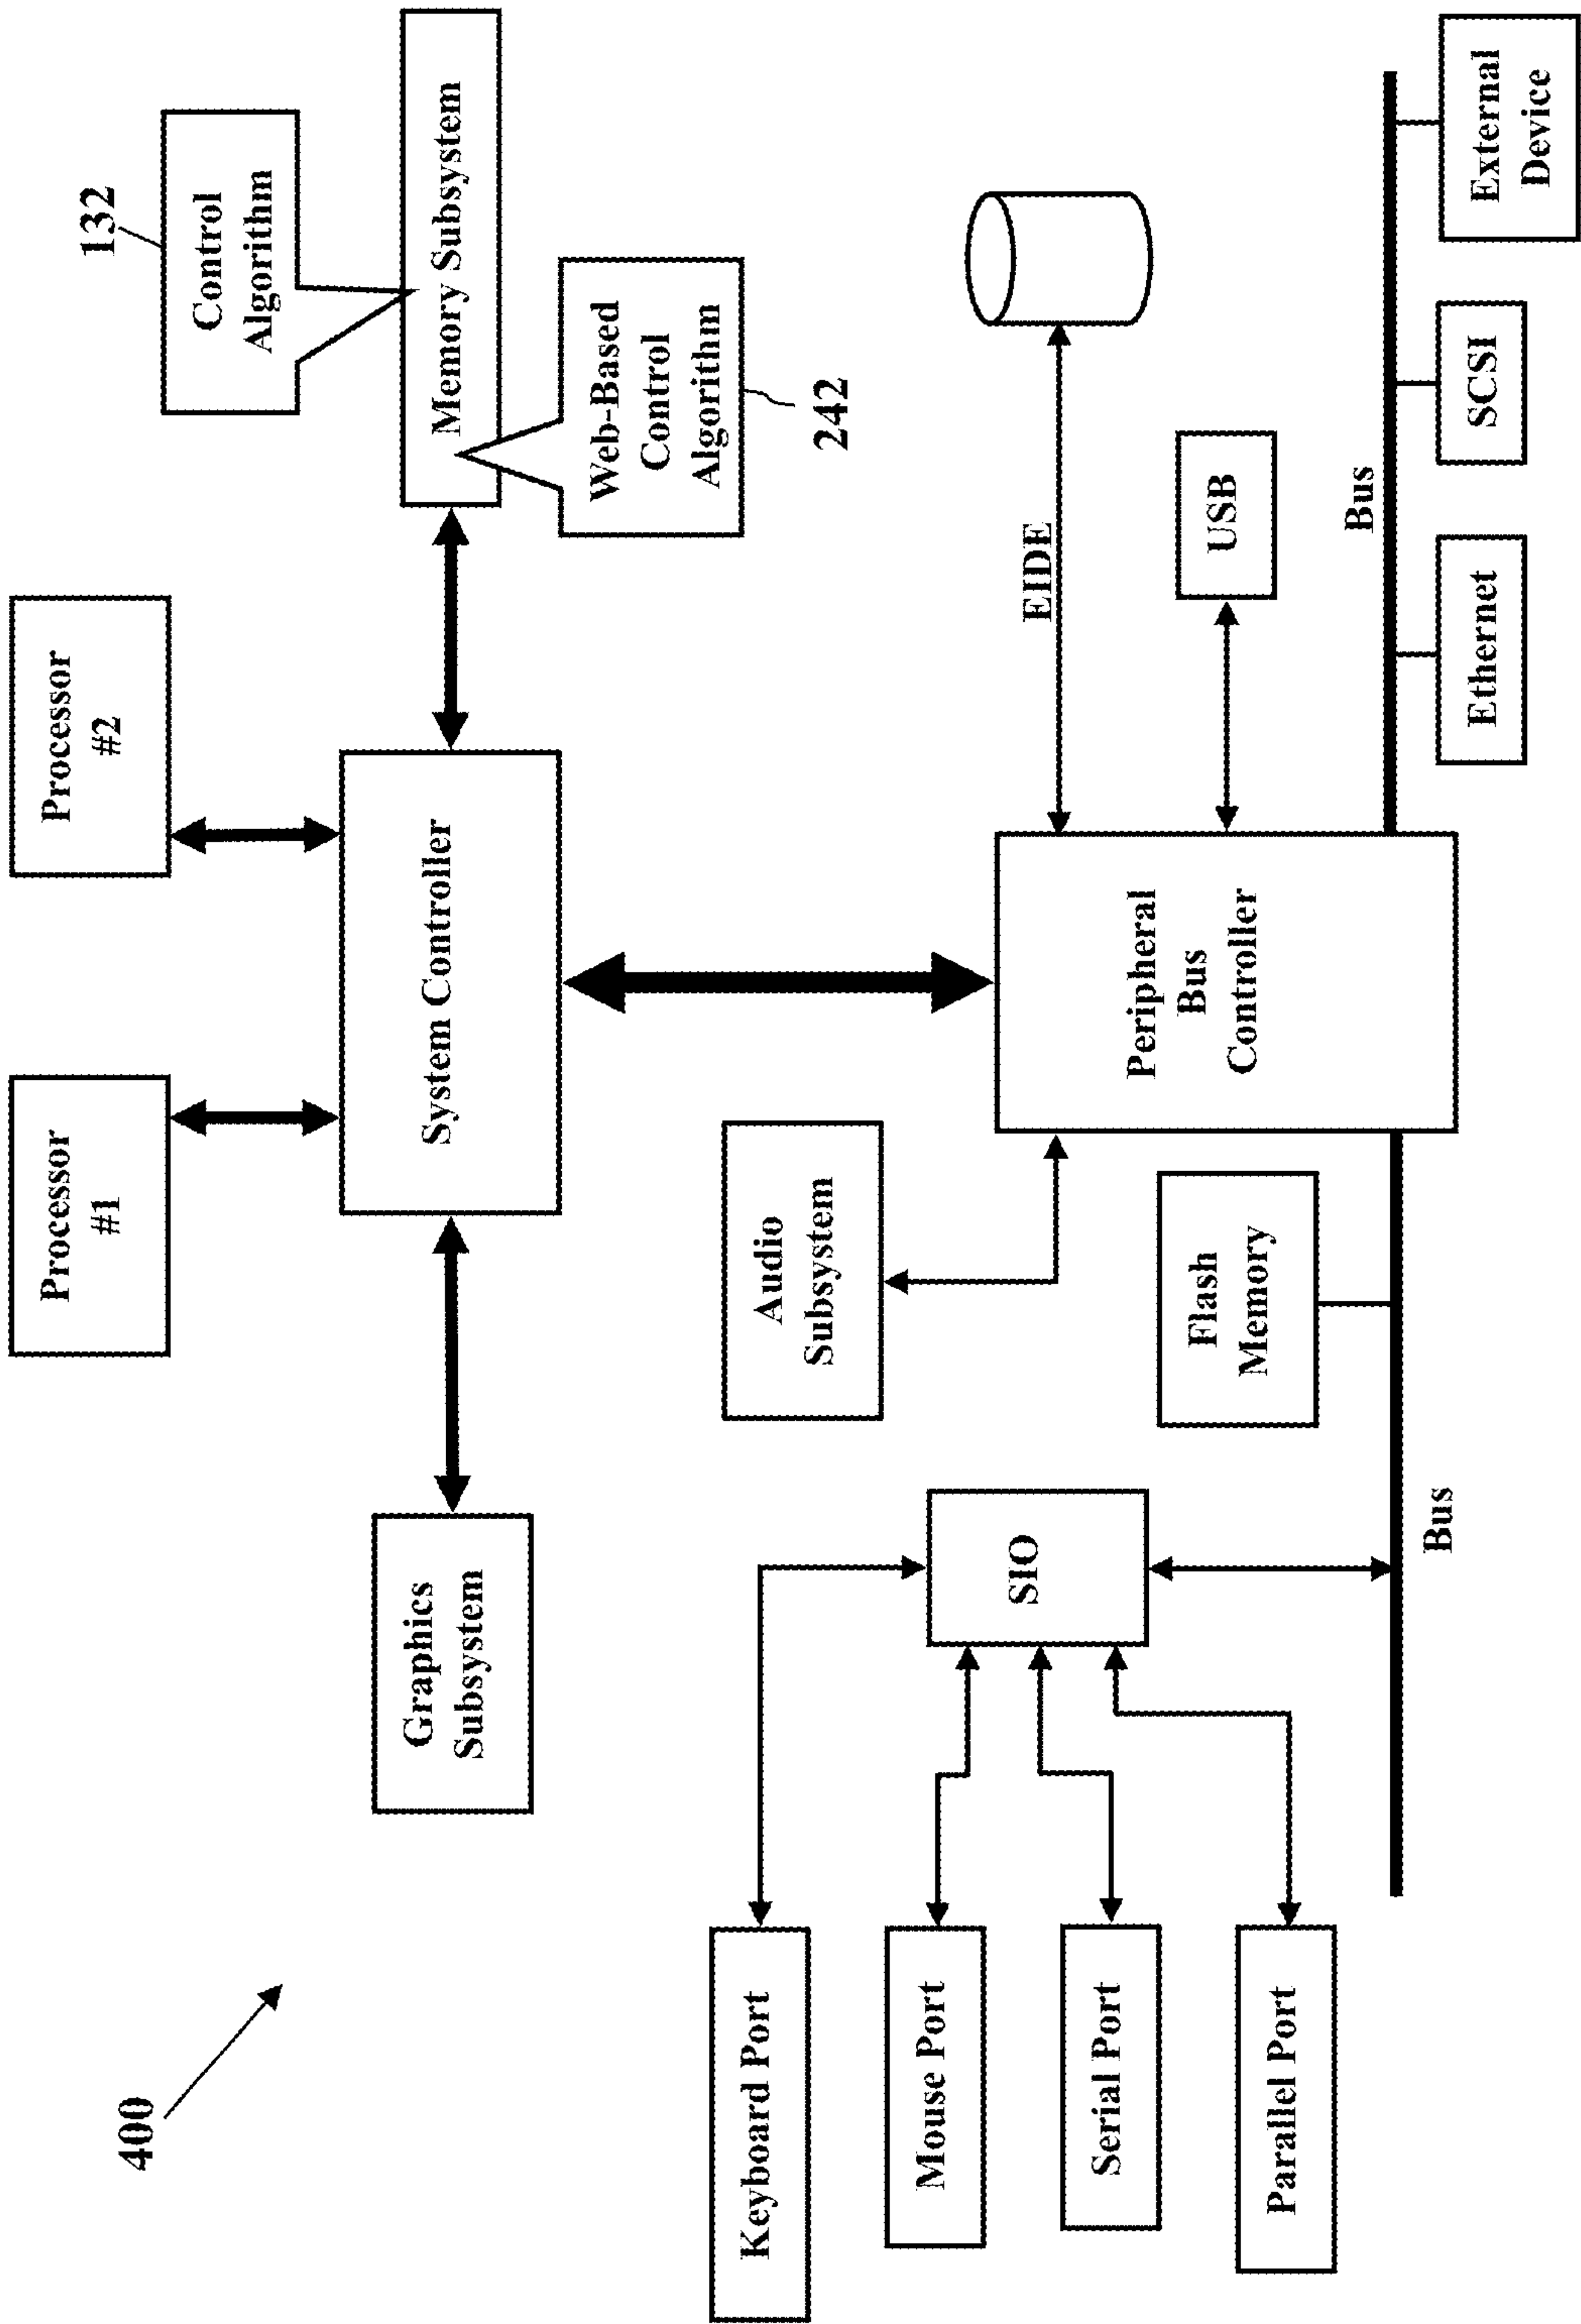 400
Processor
#1
Processor
#2
132
Control
Algorithm
Graphics
Subsystem
System Controller
Memory Subsystem
Web-Based
Control
Algorithm
242
Keyboard Port
Mouse Port
Serial Port
Parallel Port
SIO
Audio
Subsystem
Flash
Memory
Bus
Peripheral
Bus
Controller
EIDE
USB
Bus
Ethernet
SCSI
External
Device